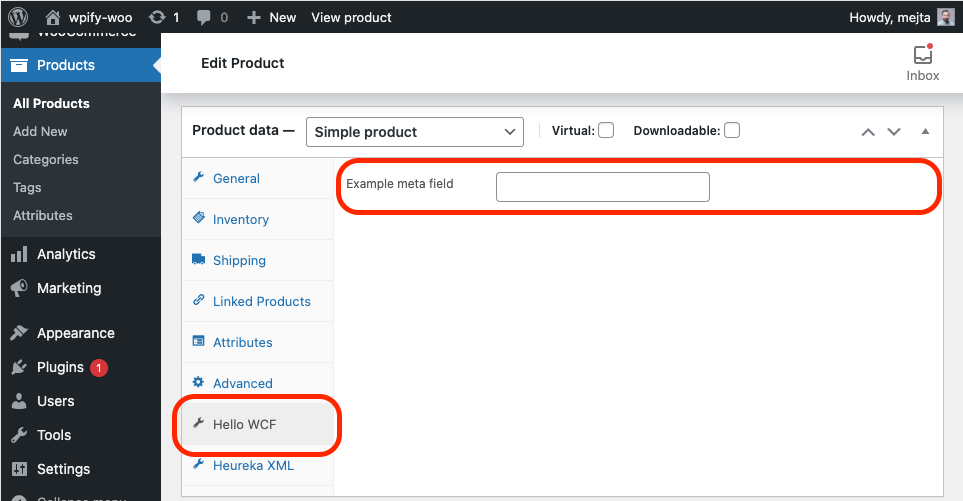 wpify-woo 1 0 New View product Howdy, mejta
WooCommerce
Products
All Products
Add New
Categories
Tags
Attributes
Analytics
Marketing
Appearance
Plugins 1
Users
Tools
Settings
Collapse menu
Edit Product
Inbox
Product data — Simple product Virtual: Downloadable:
General
Inventory
Shipping
Linked Products
Attributes
Advanced
Hello WCF
Heureka XML
Example meta field